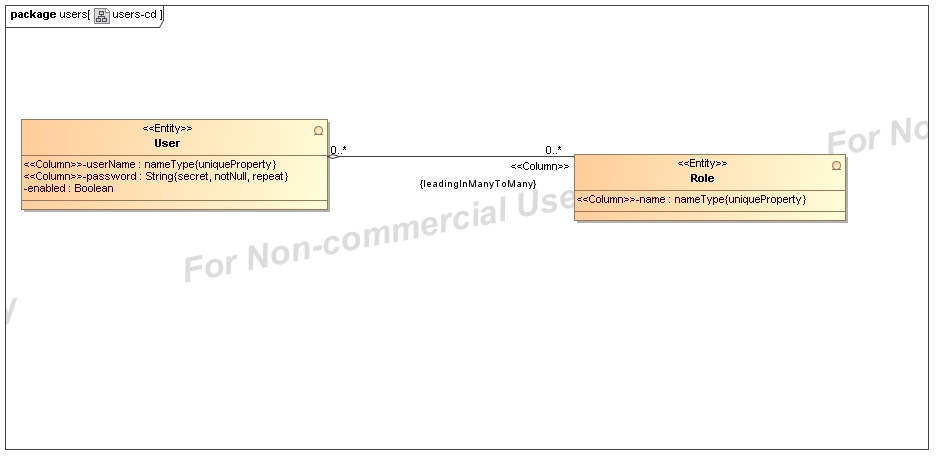 package users[ users-cd ]
<<Entity>>
User
<<Column>>-userName : nameType{uniqueProperty}
<<Column>>-password : String{secret, notNull, repeat}
-enabled : Boolean
0..*
0..*
<<Column>>
{leadingInManyToMany}
<<Entity>>
Role
<<Column>>-name : nameType{uniqueProperty}
For Non-commercial Use
For No
y